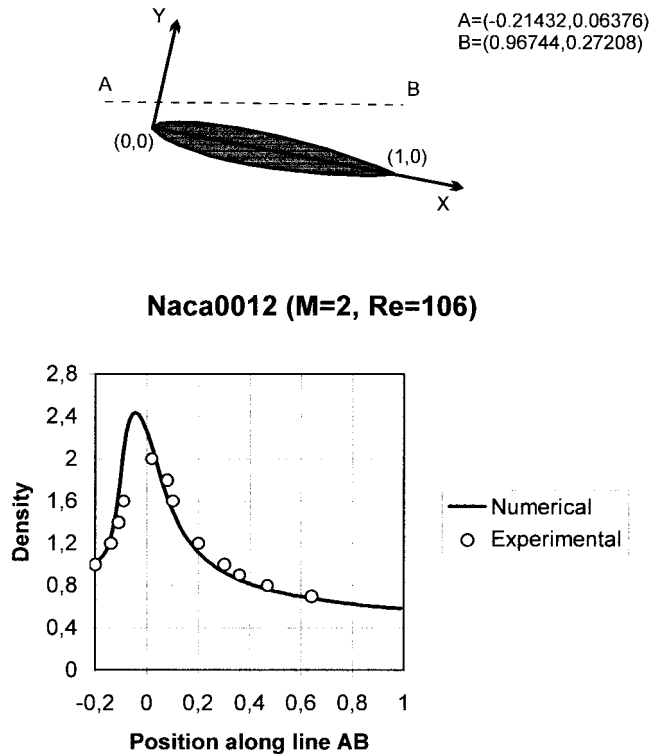 Y
A=(-0.21432,0.06376)
B=(0.96744,0.27208)
A
B
(0,0)
(1,0)
X
Naca0012 (M=2, Re=106)
2,8
2,4
2
1,6
1,2
0,8
0,4
0
Density
-0,2 0 0,2 0,4 0,6 0,8 1
Position along line AB
Numerical
Experimental